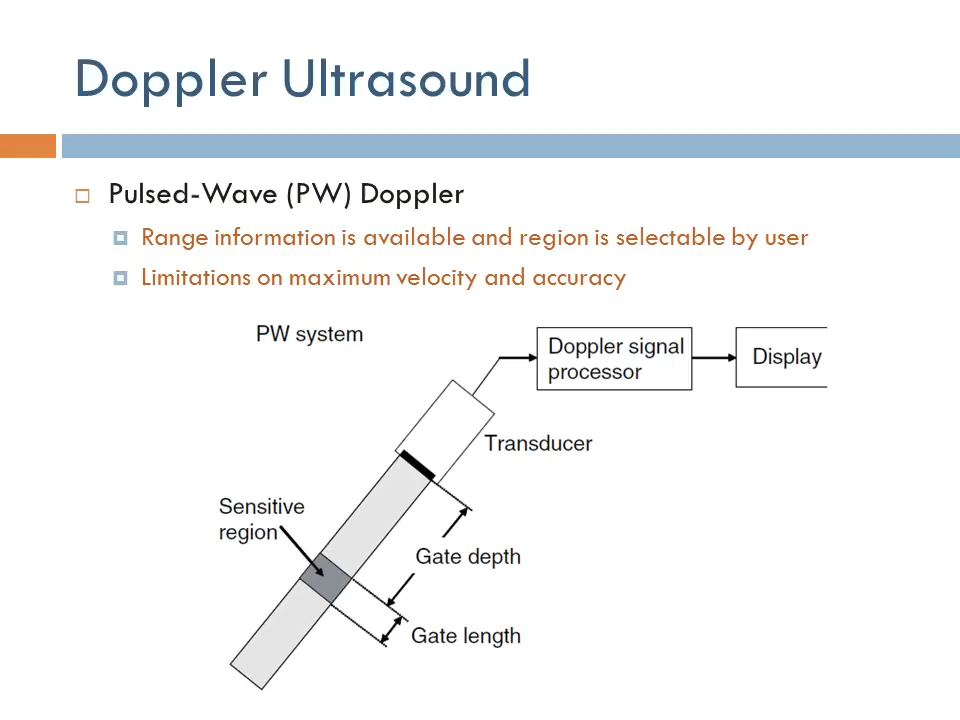 Doppler Ultrasound
Pulsed-Wave (PW) Doppler
Range information is available and region is selectable by user
Limitations on maximum velocity and accuracy
PW system
Doppler signal
processor
Display
Transducer
Sensitive
region
Gate depth
Gate length